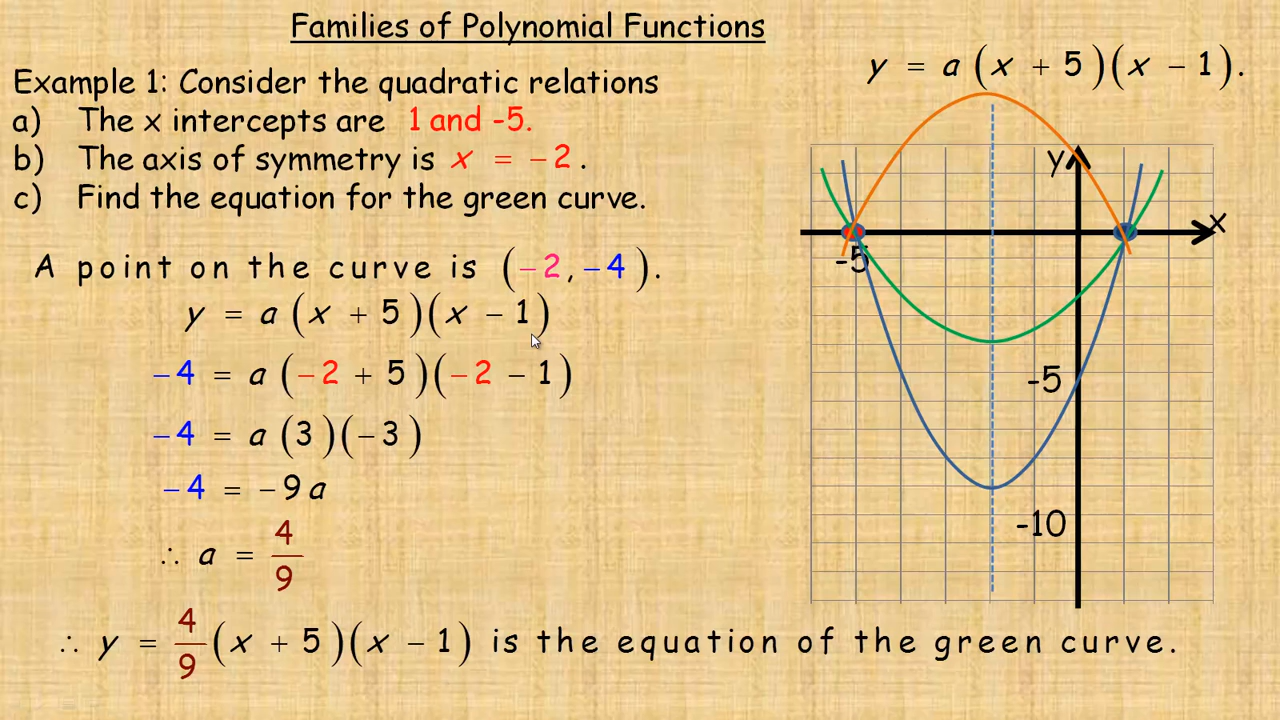 Families of Polynomial Functions
y = a (x + 5)(x − 1).
Example 1: Consider the quadratic relations
a) The x intercepts are 1 and -5.
b) The axis of symmetry is x = −2.
c) Find the equation for the green curve.
A point on the curve is (−2, −4).
y = a (x + 5)(x − 1)
−4 = a (−2 + 5)(−2 − 1)
−4 = a (3)(−3)
−4 = −9a
∴ a = 4/9
∴ y = 4/9 (x + 5)(x − 1) is the equation of the green curve.
y
x
-5
-5
-10